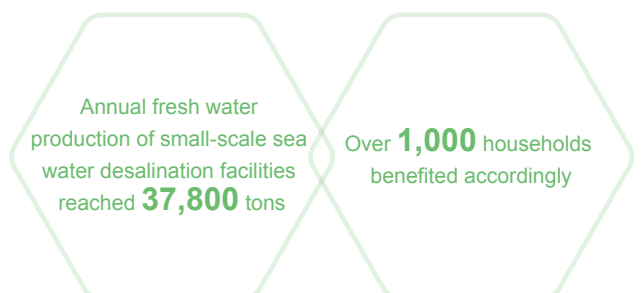 Annual fresh water
production of small-scale sea
water desalination facilities
reached 37,800 tons
Over 1,000 households
benefited accordingly